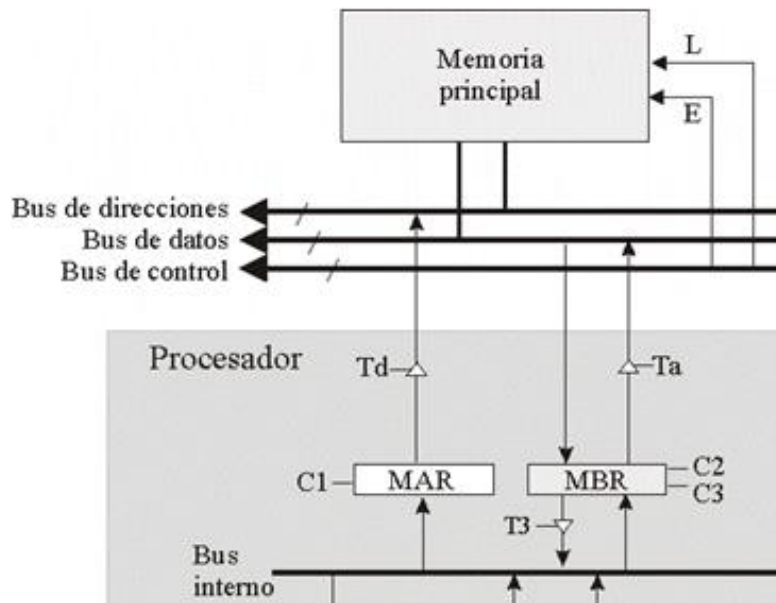 Memoria
principal
L
E
Bus de direcciones
Bus de datos
Bus de control
Procesador
Td
Ta
C1
MAR
MBR
C2
C3
T3
Bus
interno